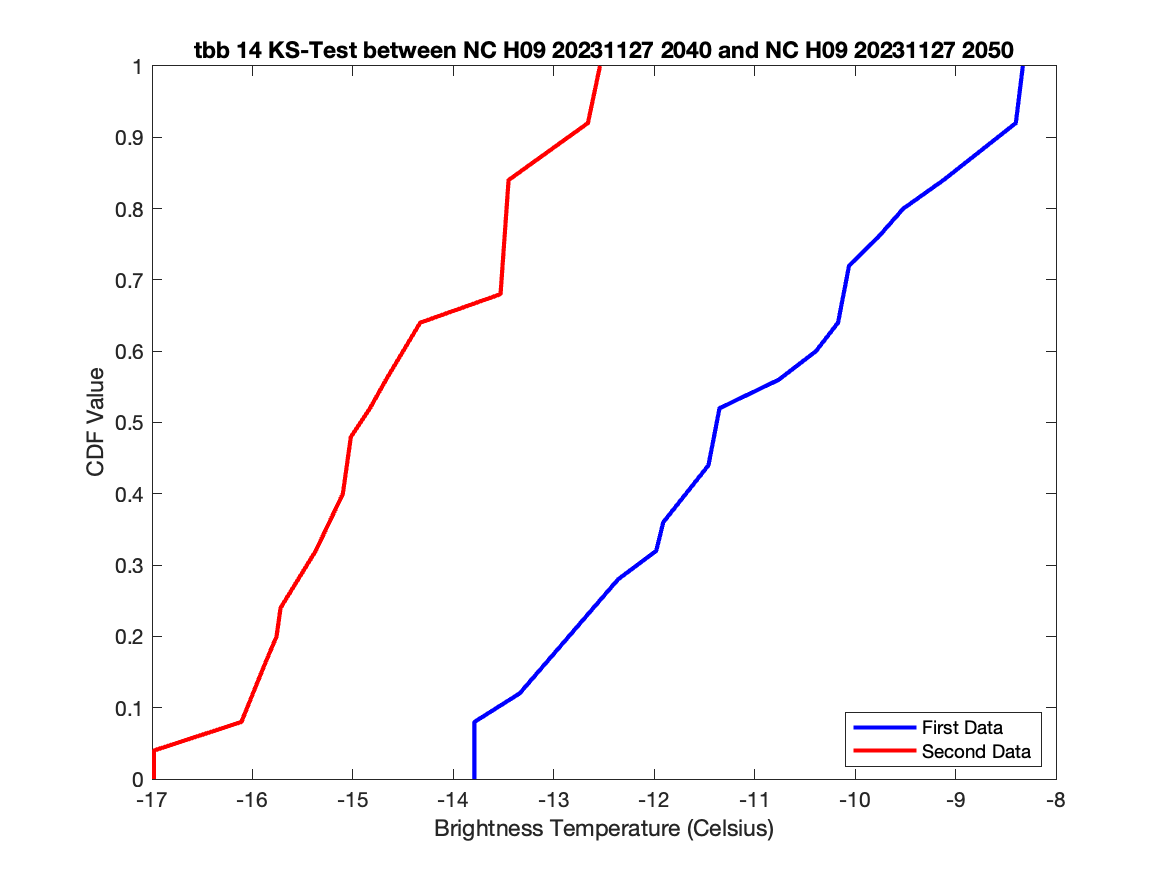 tbb 14 KS-Test between NC H09 20231127 2040 and NC H09 20231127 2050
1
0.9
0.8
0.7
0.6
0.5
0.4
0.3
0.2
0.1
0
CDF Value
First Data
Second Data
-17 -16 -15 -14 -13 -12 -11 -10 -9 -8
Brightness Temperature (Celsius)